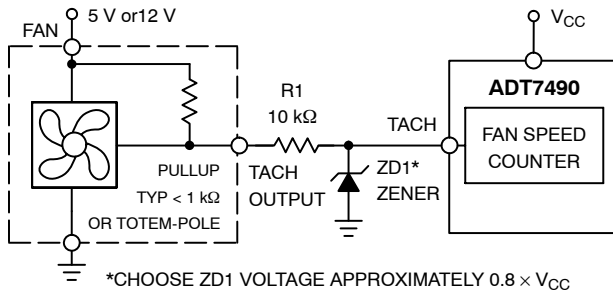 5 V or12 V
VCC
FAN
ADT7490
R1
10 kΩ
TACH
FAN SPEED
COUNTER
PULLUP
TYP < 1 kΩ
OR TOTEM-POLE
TACH
OUTPUT
ZD1*
ZENER
*CHOOSE ZD1 VOLTAGE APPROXIMATELY 0.8 × VCC